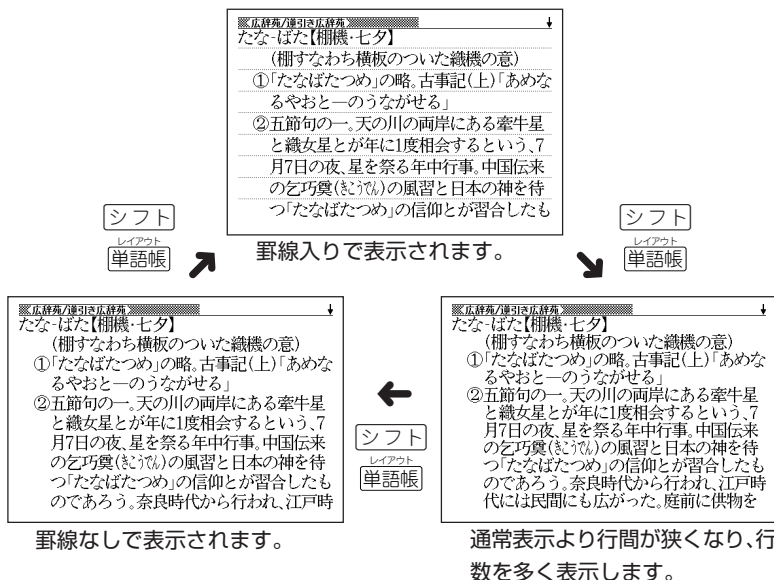 広辞苑/逆引き広辞苑
たな-ばた【棚機・七夕】
(棚すなわち横板のついた織機の意)
①「たなばたつめ」の略。古事記(上)「あめな
るやおと―のうながせる」
②五節句の一。天の川の両岸にある牽牛星
と織女星とが年に1度相会するという、7
月7日の夜、星を祭る年中行事。中国伝来
の乞巧奠(きこうでん)の風習と日本の神を待
つ「たなばたつめ」の信仰とが習合したも
罫線入りで表示されます。
シフト
レイアウト
単語帳
シフト
レイアウト
単語帳
広辞苑/逆引き広辞苑
たな-ばた【棚機・七夕】
(棚すなわち横板のついた織機の意)
①「たなばたつめ」の略。古事記(上)「あめな
るやおと―のうながせる」
②五節句の一。天の川の両岸にある牽牛星
と織女星とが年に1度相会するという、7
月7日の夜、星を祭る年中行事。中国伝来
の乞巧奠(きこうでん)の風習と日本の神を待
つ「たなばたつめ」の信仰とが習合したも
のであろう。奈良時代から行われ、江戸時
罫線なしで表示されます。
シフト
レイアウト
単語帳
広辞苑/逆引き広辞苑
たな-ばた【棚機・七夕】
(棚すなわち横板のついた織機の意)
①「たなばたつめ」の略。古事記(上)「あめな
るやおと―のうながせる」
②五節句の一。天の川の両岸にある牽牛星
と織女星とが年に1度相会するという、7
月7日の夜、星を祭る年中行事。中国伝来
の乞巧奠(きこうでん)の風習と日本の神を待
つ「たなばたつめ」の信仰とが習合したも
のであろう。奈良時代から行われ、江戸時
代には民間にも広がった。庭前に供物を
通常表示より行間が狭くなり、行
数を多く表示します。